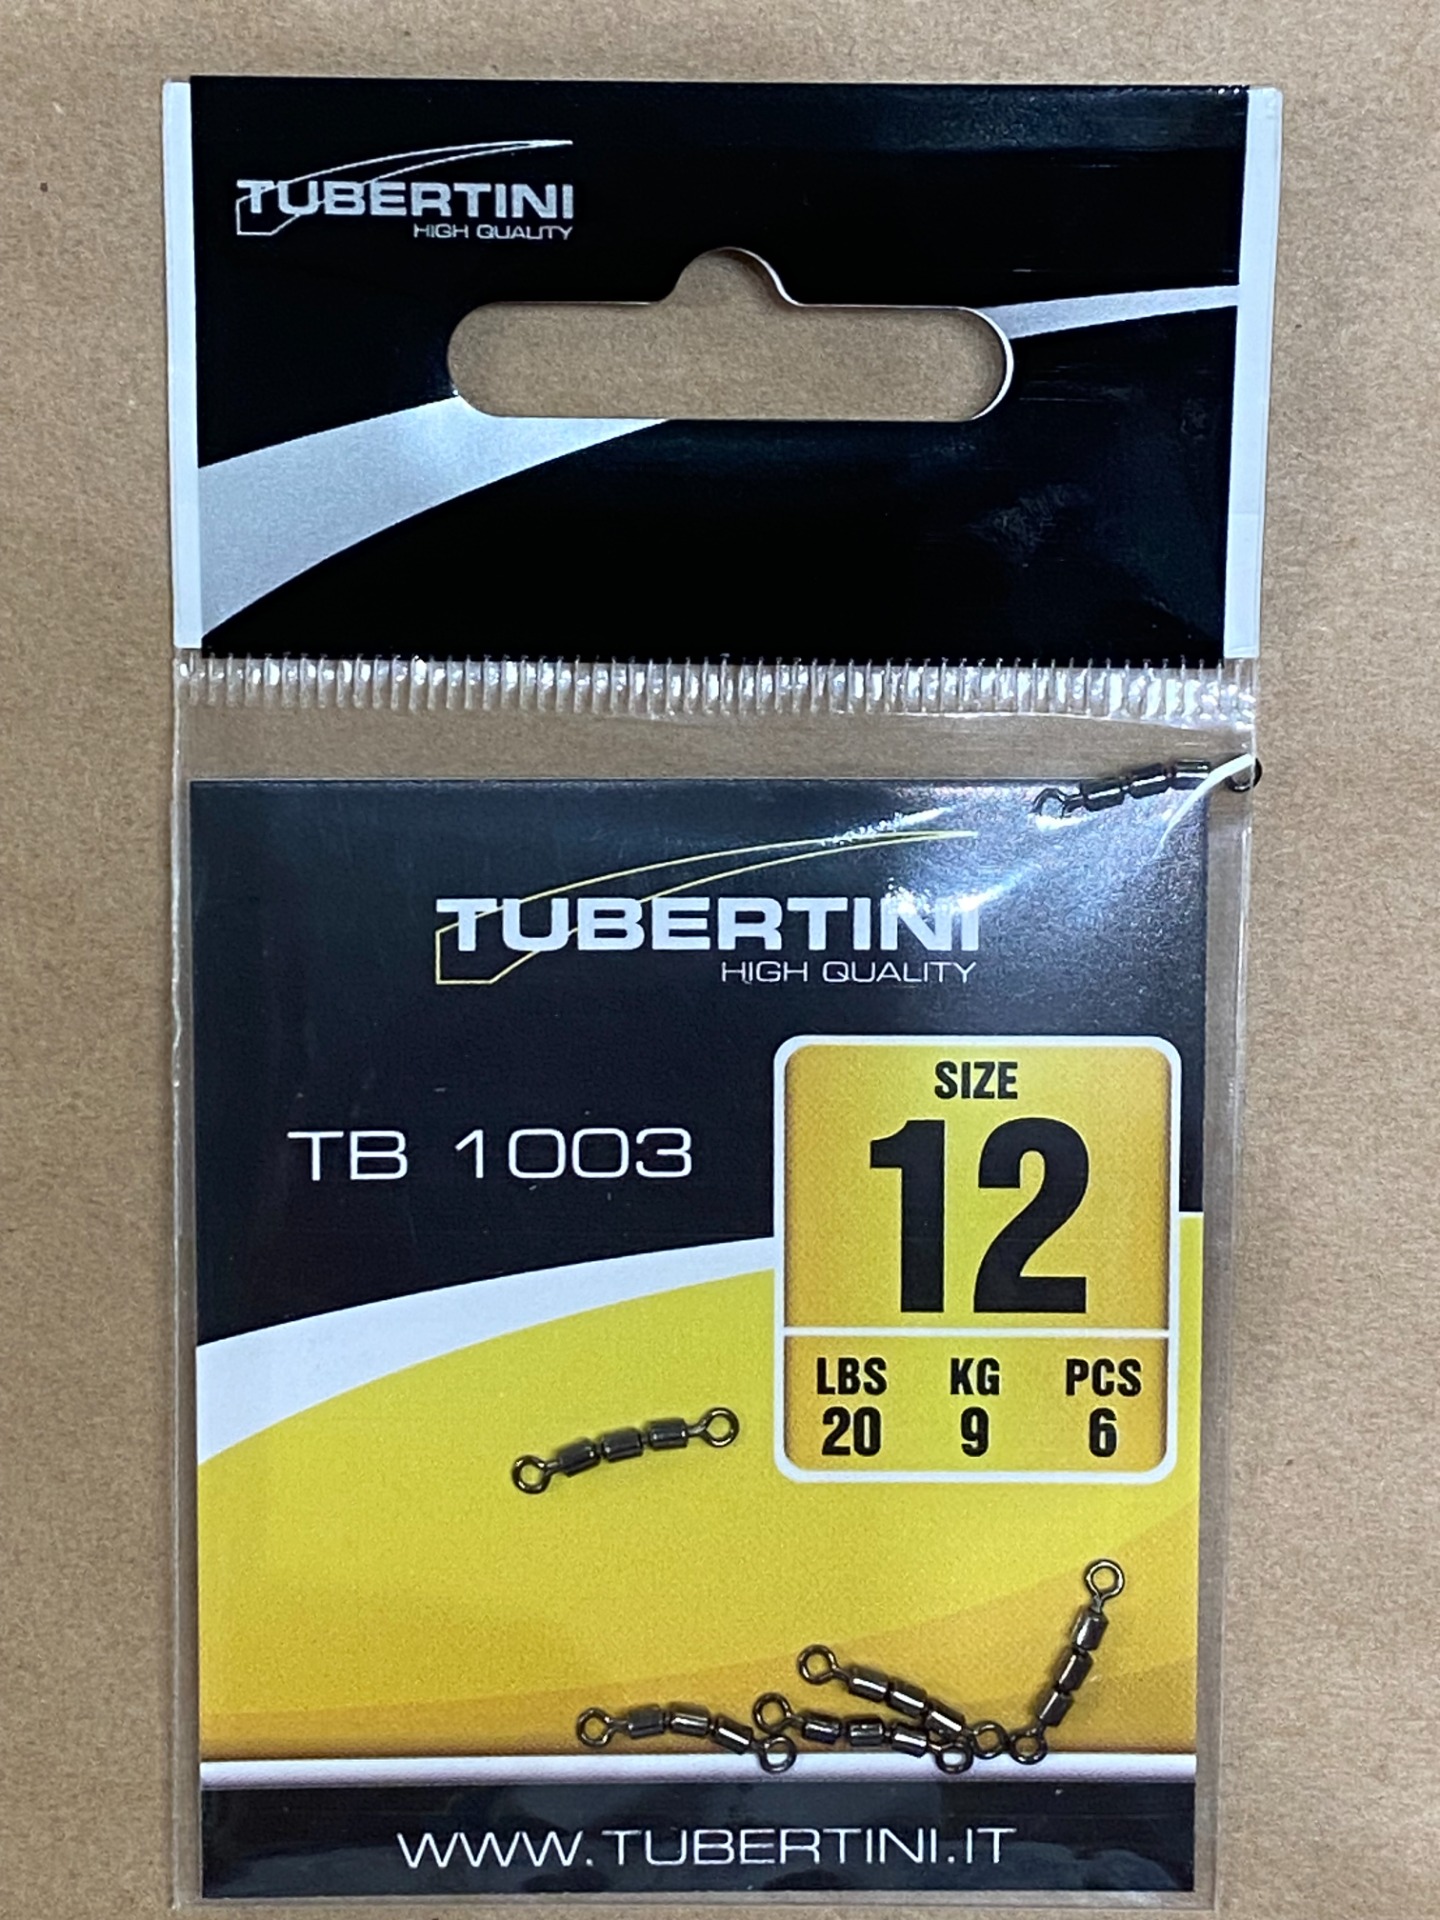 TUBERTINI
HIGH QUALITY
TUBERTINI
HIGH QUALITY
TB 1003
SIZE
12
LBS KG PCS
20 9 6
WWW.TUBERTINI.IT